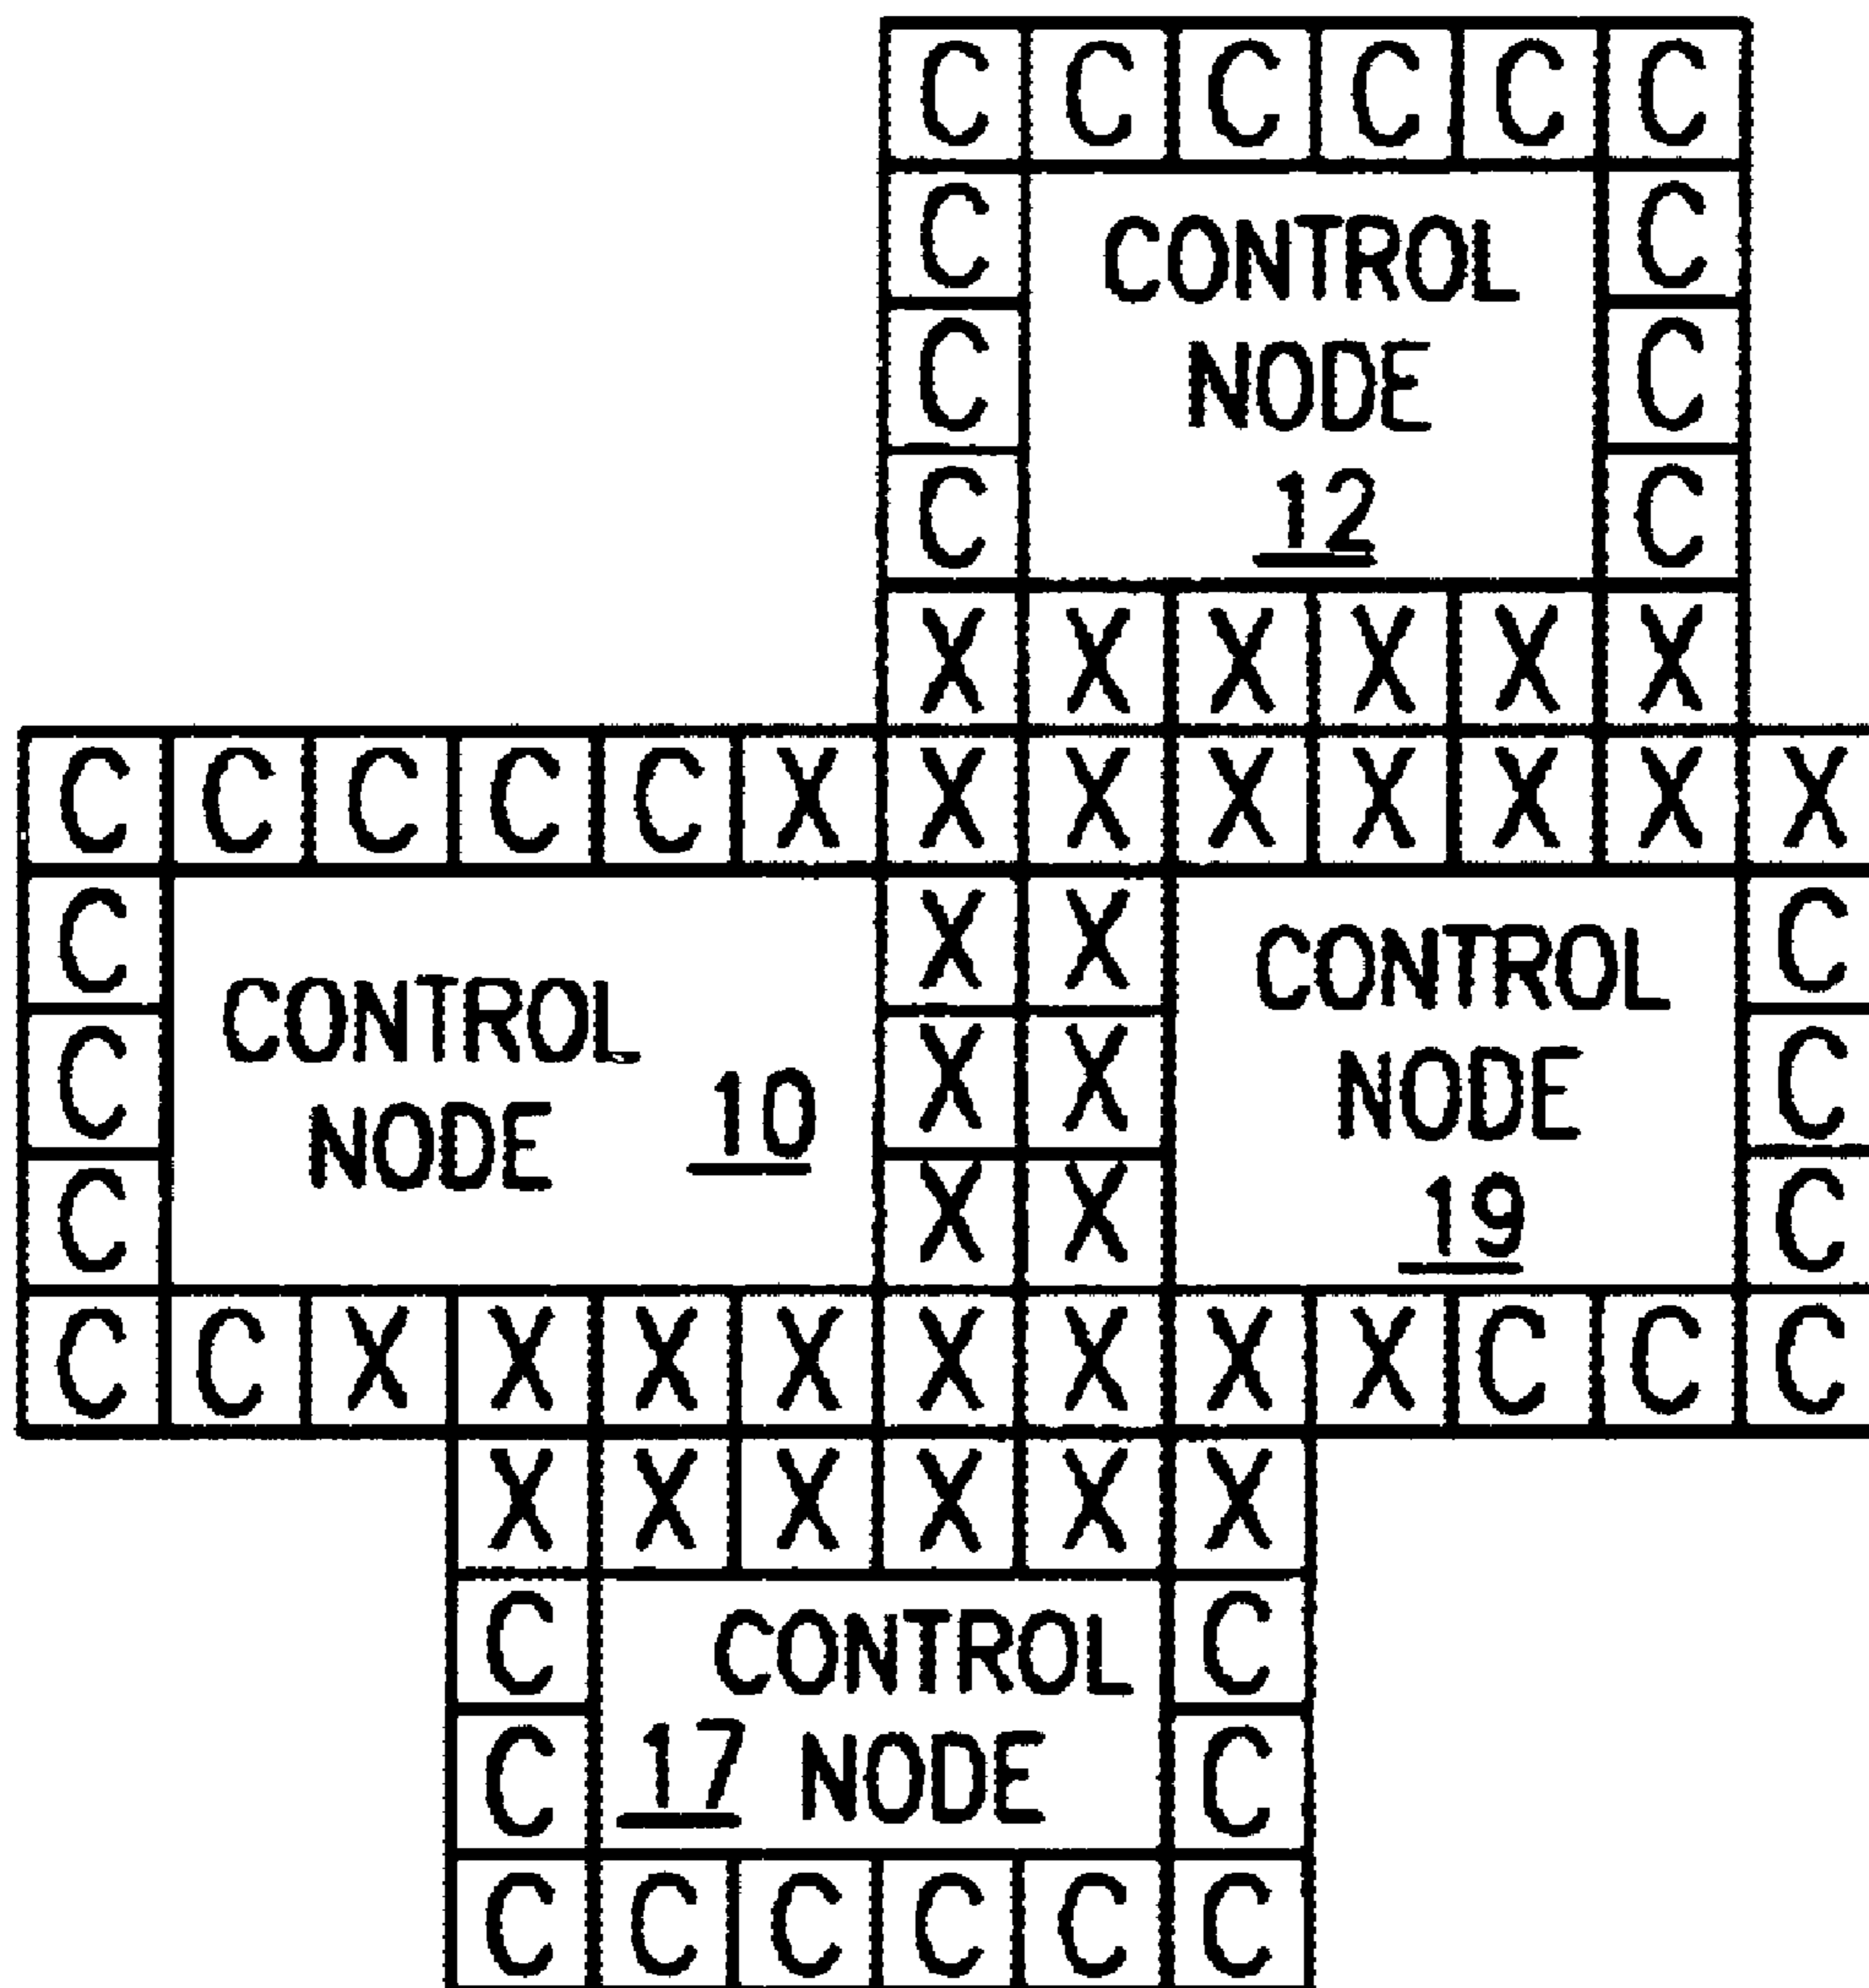 C C C C C C
C CONTROL C
C NODE C
C 12 C
X X X X X X
C C C C C X X X X X X X X
C X X CONTROL C
CONTROL
NODE 10 X X NODE C
C
C X X 19 C
C C X X X X X X X X C C C
X X X X X X
C CONTROL C
C 17 NODE C
C C C C C C